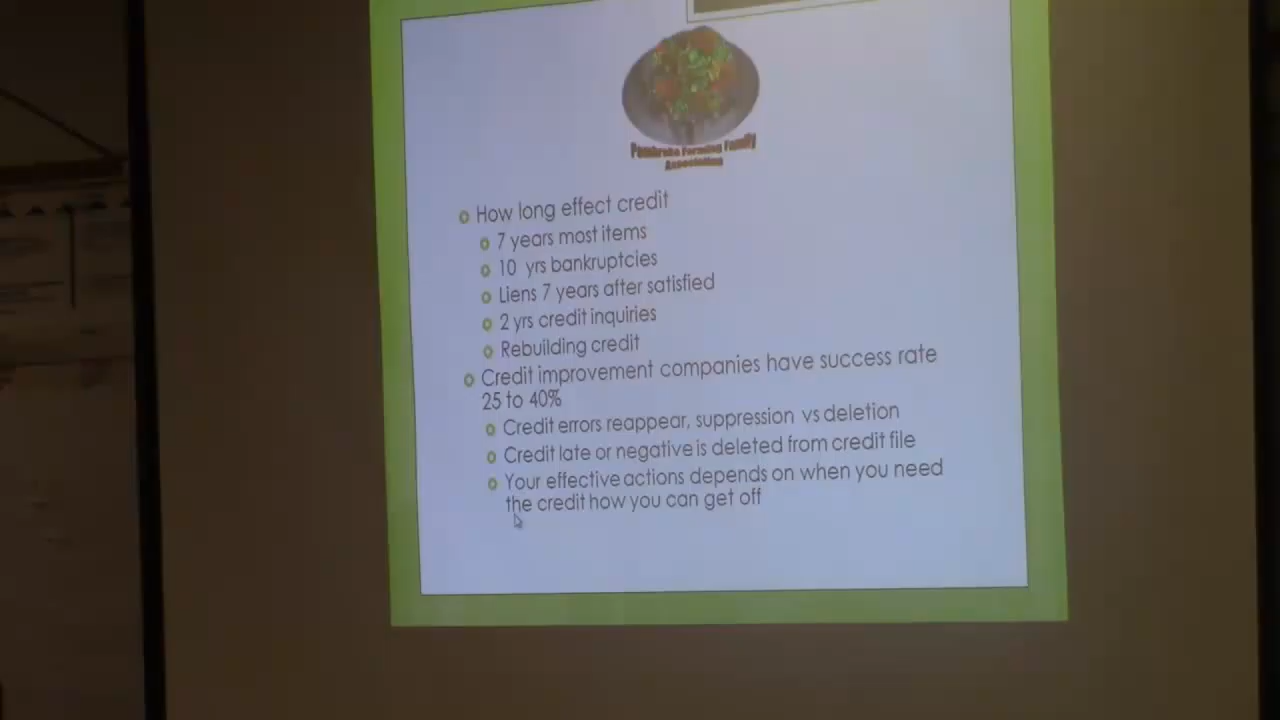 Pembroke Farming Family
Association
How long effect credit
7 years most items
10 yrs bankruptcies
Liens 7 years after satisfied
2 yrs credit inquiries
Rebuilding credit
Credit improvement companies have success rate
25 to 40%
Credit errors reappear, suppression vs deletion
Credit late or negative is deleted from credit file
Your effective actions depends on when you need
the credit how you can get off